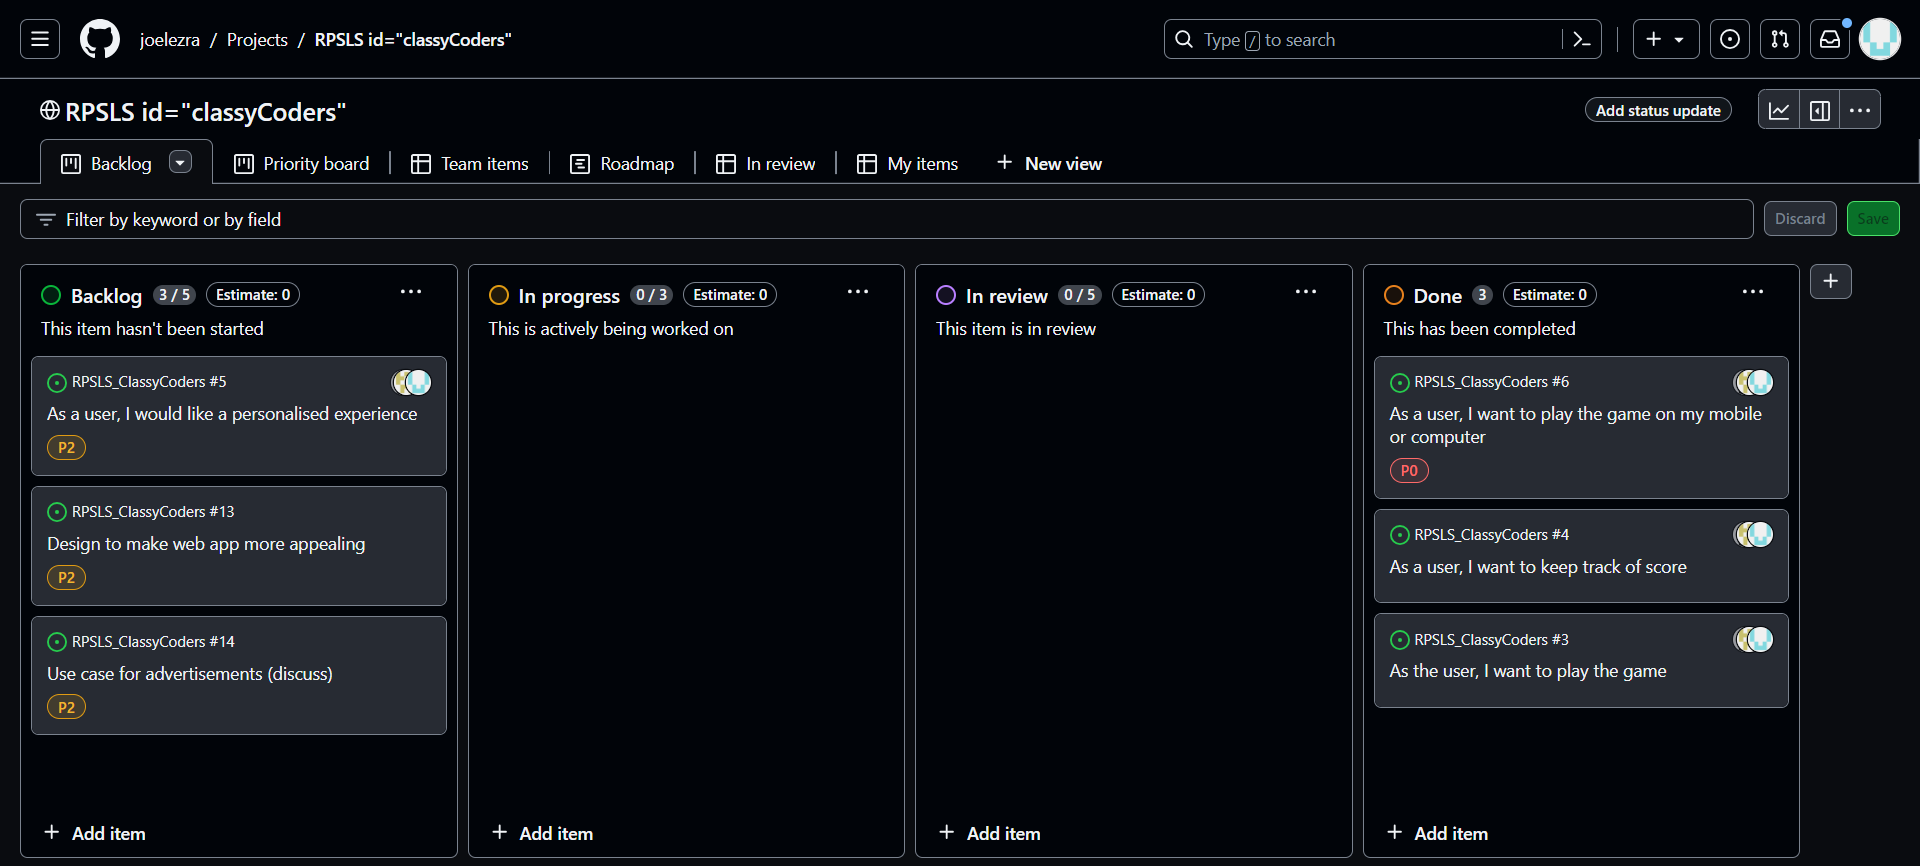 joelezra / Projects / RPSLS id="classyCoders"
Type / to search
RPSLS id="classyCoders"
Add status update
Backlog
Priority board
Team items
Roadmap
In review
My items
New view
Filter by keyword or by field
Discard
Save
Backlog 3 / 5 Estimate: 0
This item hasn't been started
RPSLS_ClassyCoders #5
As a user, I would like a personalised experience
P2
RPSLS_ClassyCoders #13
Design to make web app more appealing
P2
RPSLS_ClassyCoders #14
Use case for advertisements (discuss)
P2
Add item
In progress 0 / 3 Estimate: 0
This is actively being worked on
Add item
In review 0 / 5 Estimate: 0
This item is in review
Add item
Done 3 Estimate: 0
This has been completed
RPSLS_ClassyCoders #6
As a user, I want to play the game on my mobile
or computer
P0
RPSLS_ClassyCoders #4
As a user, I want to keep track of score
RPSLS_ClassyCoders #3
As the user, I want to play the game
Add item